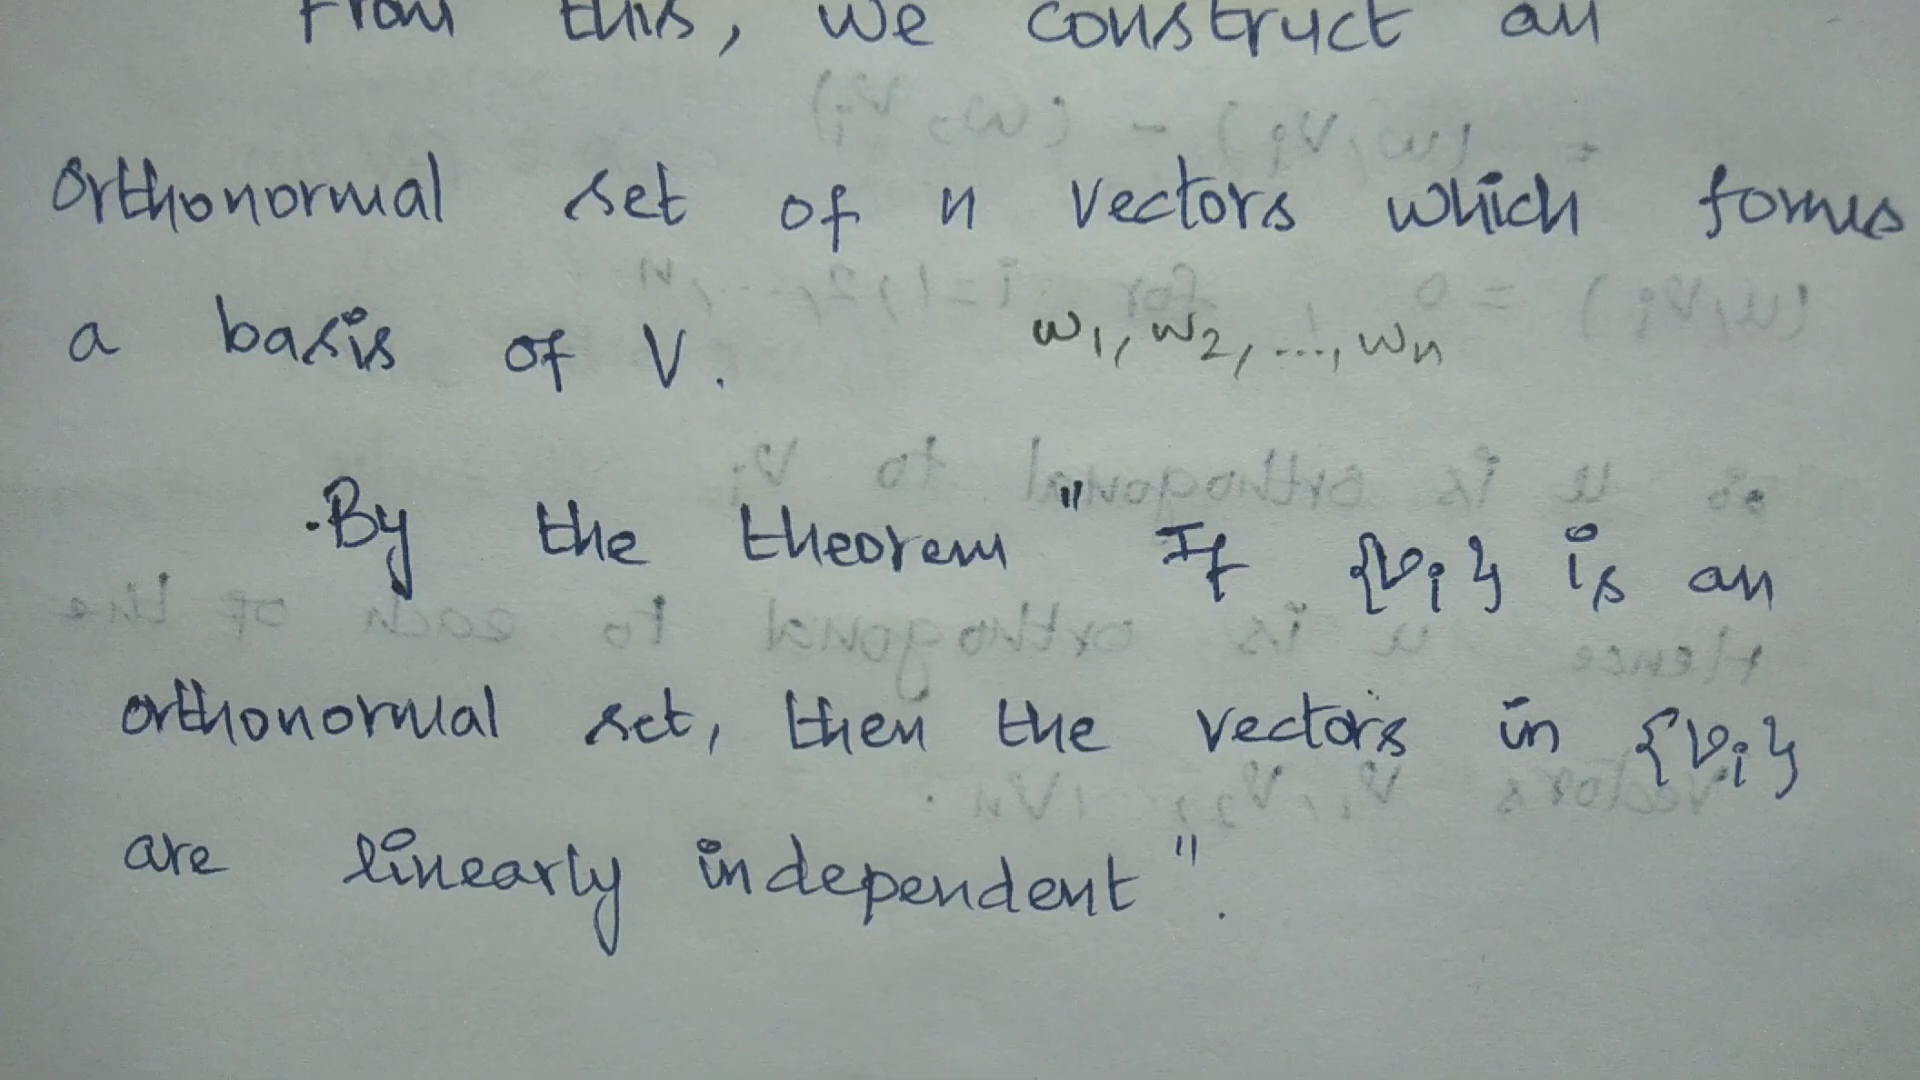 From this, we construct an
orthonormal set of n vectors which forms
a basis of V. w1, w2, ..., wn
.By the theorem "If {vi} is an
orthonormal set, then the vectors in {vi}
are linearly independent".